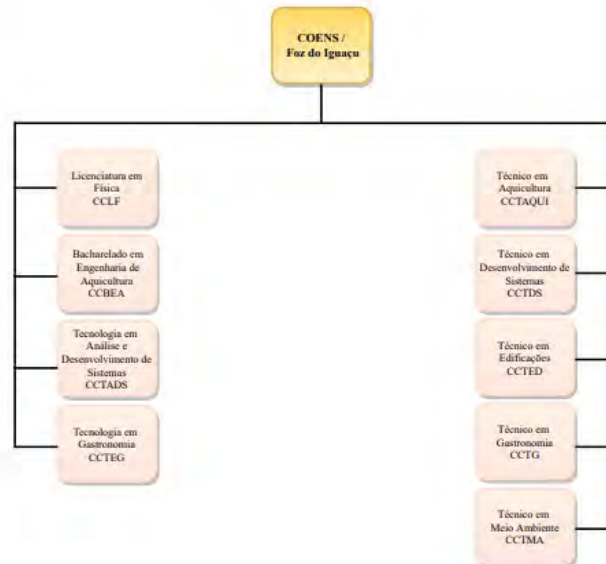 COENS /
Foz do Iguaçu
Licenciatura em
Física
CCLF
Bacharelado em
Engenharia de
Aquicultura
CCBEA
Tecnologia em
Análise e
Desenvolvimento de
Sistemas
CCTADS
Tecnologia em
Gastronomia
CCTEG
Técnico em
Aquicultura
CCTAQUI
Técnico em
Desenvolvimento de
Sistemas
CCTDS
Técnico em
Edificações
CCTED
Técnico em
Gastronomia
CCTG
Técnico em
Meio Ambiente
CCTMA